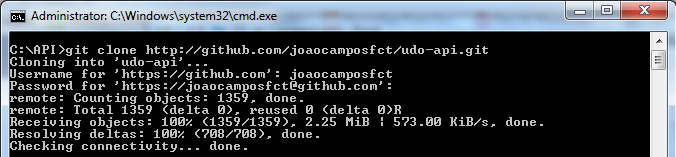 Administrator: C:\Windows\system32\cmd.exe
C:\API>git clone http://github.com/joaocamposfct/udo-api.git
Cloning into 'udo-api'...
Username for 'https://github.com': joaocamposfct
Password for 'https://joaocamposfct@github.com':
remote: Counting objects: 1359, done.
remote: Total 1359 (delta 0), reused 0 (delta 0)R
Receiving objects: 100% (1359/1359), 2.25 MiB | 573.00 KiB/s, done.
Resolving deltas: 100% (708/708), done.
Checking connectivity... done.